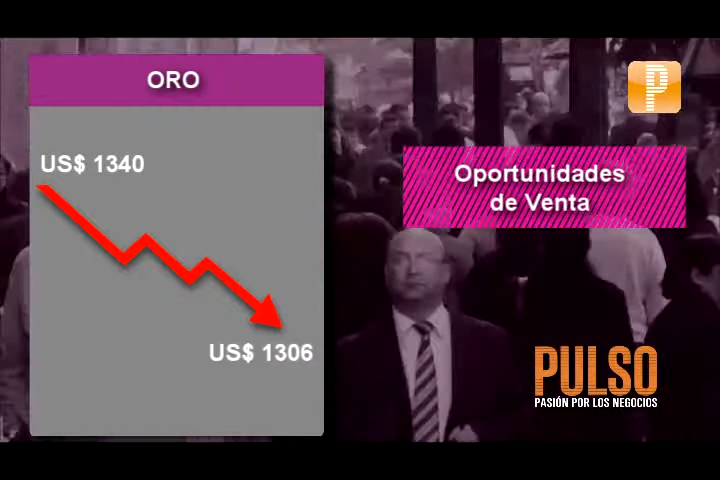 ORO
US$ 1340
US$ 1306
Oportunidades
de Venta
P
PULSO
PASIÓN POR LOS NEGOCIOS